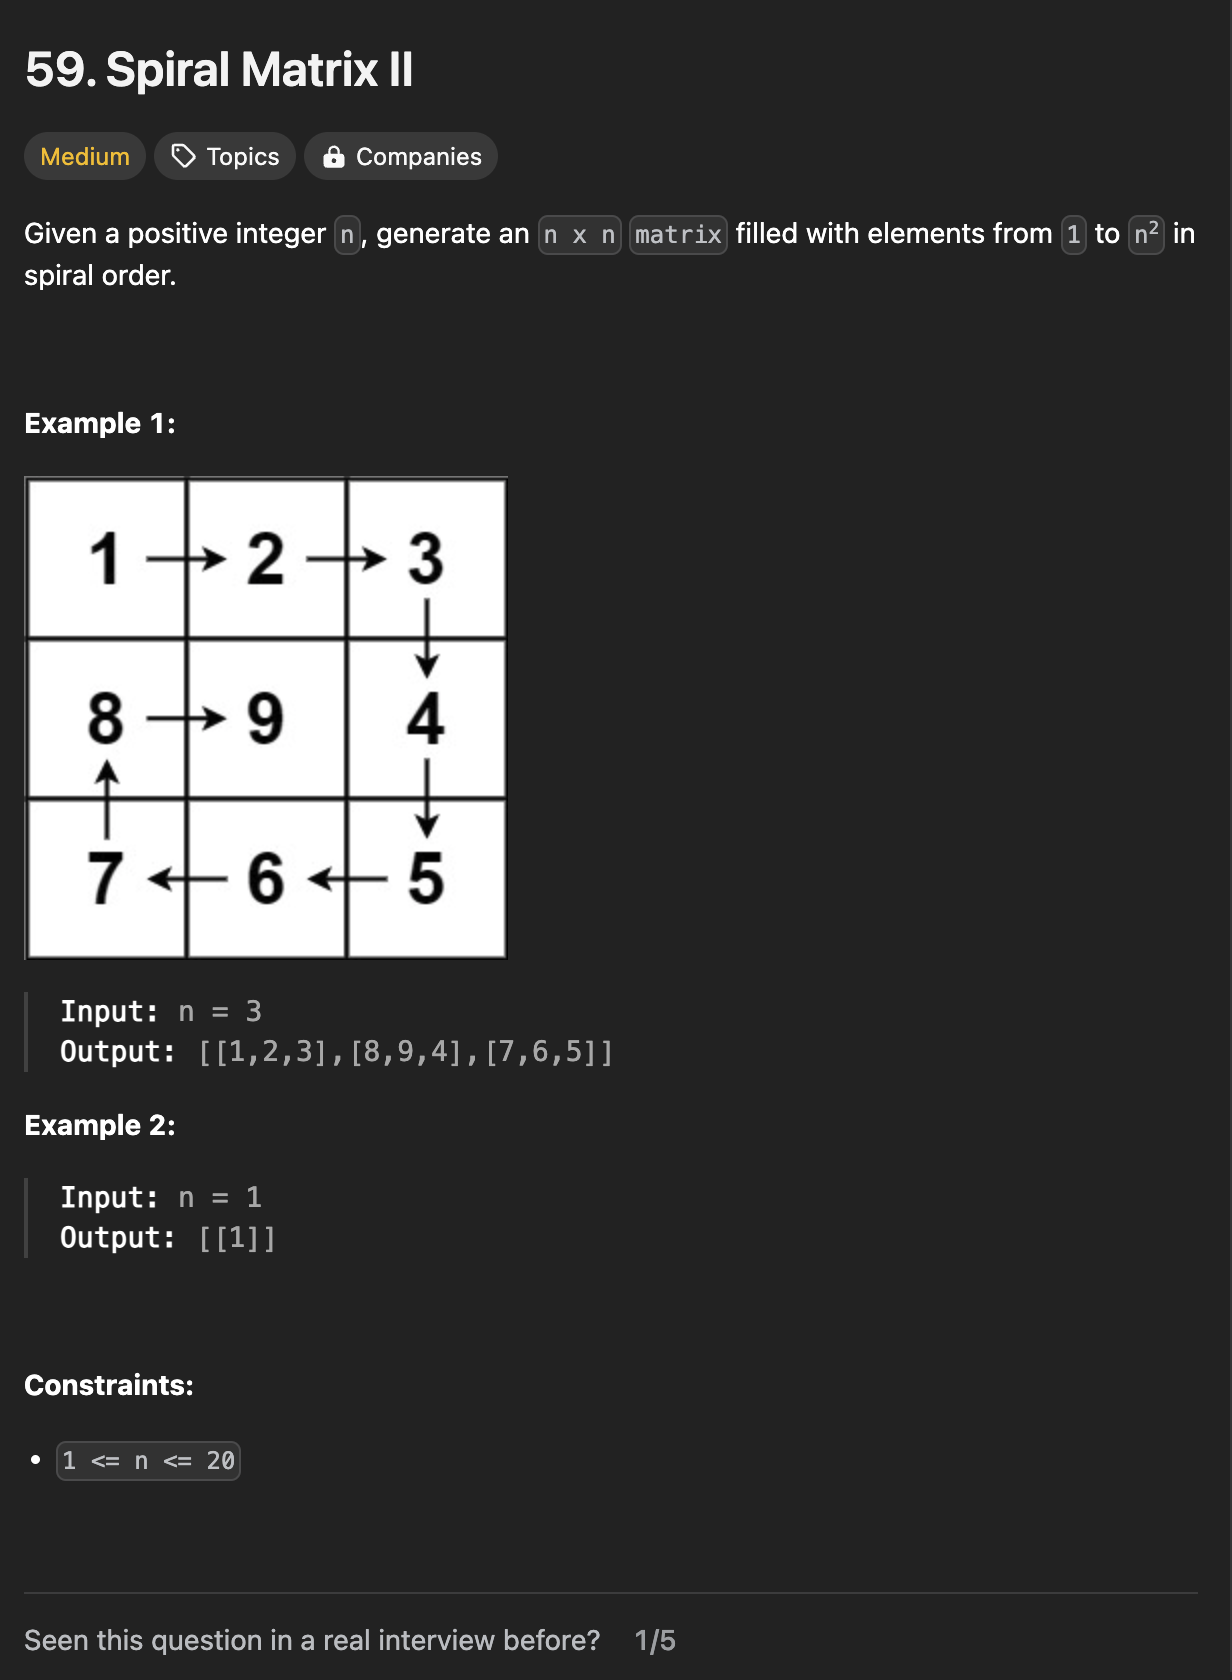 59. Spiral Matrix II
Medium Topics Companies
Given a positive integer n, generate an n x n matrix filled with elements from 1 to n² in
spiral order.
Example 1:
1 2 3
8 9 4
7 6 5
Input: n = 3
Output: [[1,2,3],[8,9,4],[7,6,5]]
Example 2:
Input: n = 1
Output: [[1]]
Constraints:
• 1 <= n <= 20
Seen this question in a real interview before? 1/5